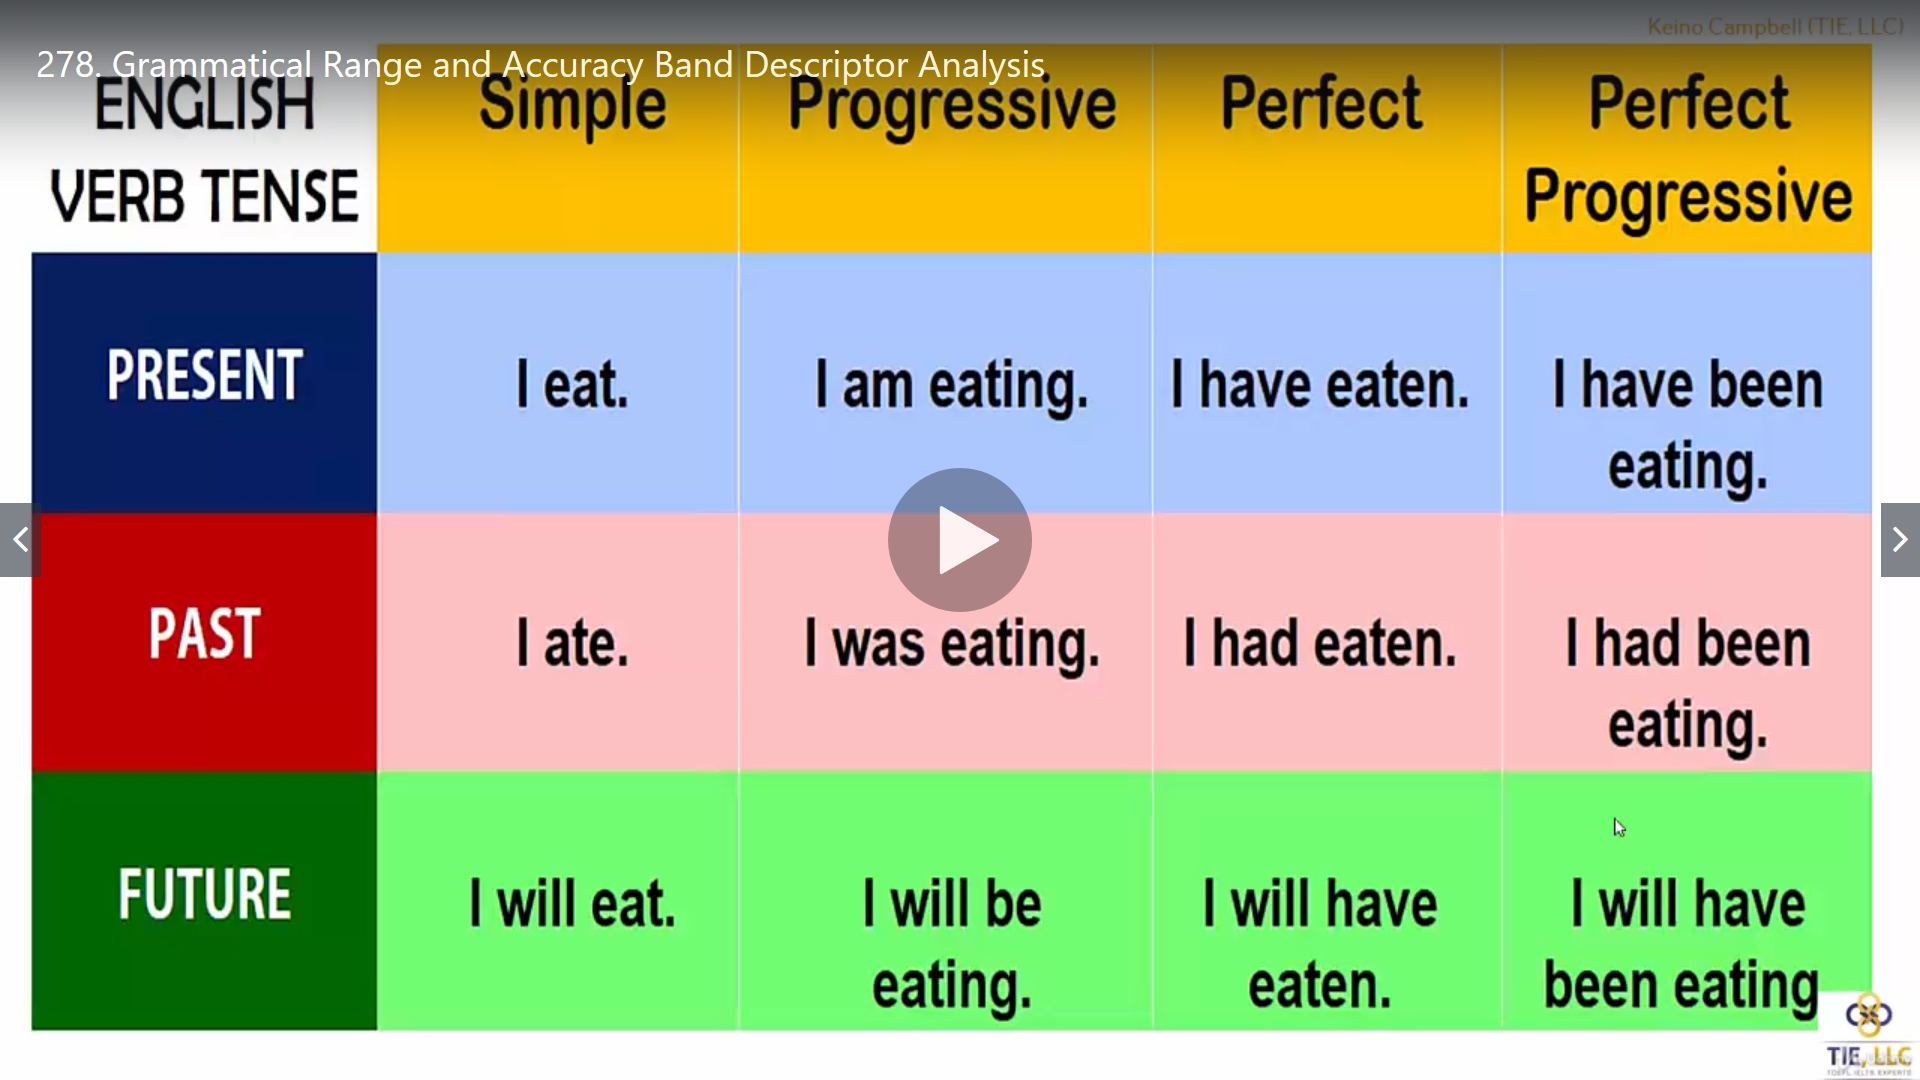 Keino Campbell (TIE, LLC)
278. Grammatical Range and Accuracy Band Descriptor Analysis
ENGLISH
VERB TENSE
Simple
Progressive
Perfect
Perfect
Progressive
PRESENT
I eat.
I am eating.
I have eaten.
I have been
eating.
PAST
I ate.
I was eating.
I had eaten.
I had been
eating.
FUTURE
I will eat.
I will be
eating.
I will have
eaten.
I will have
been eating
TIE, LLC